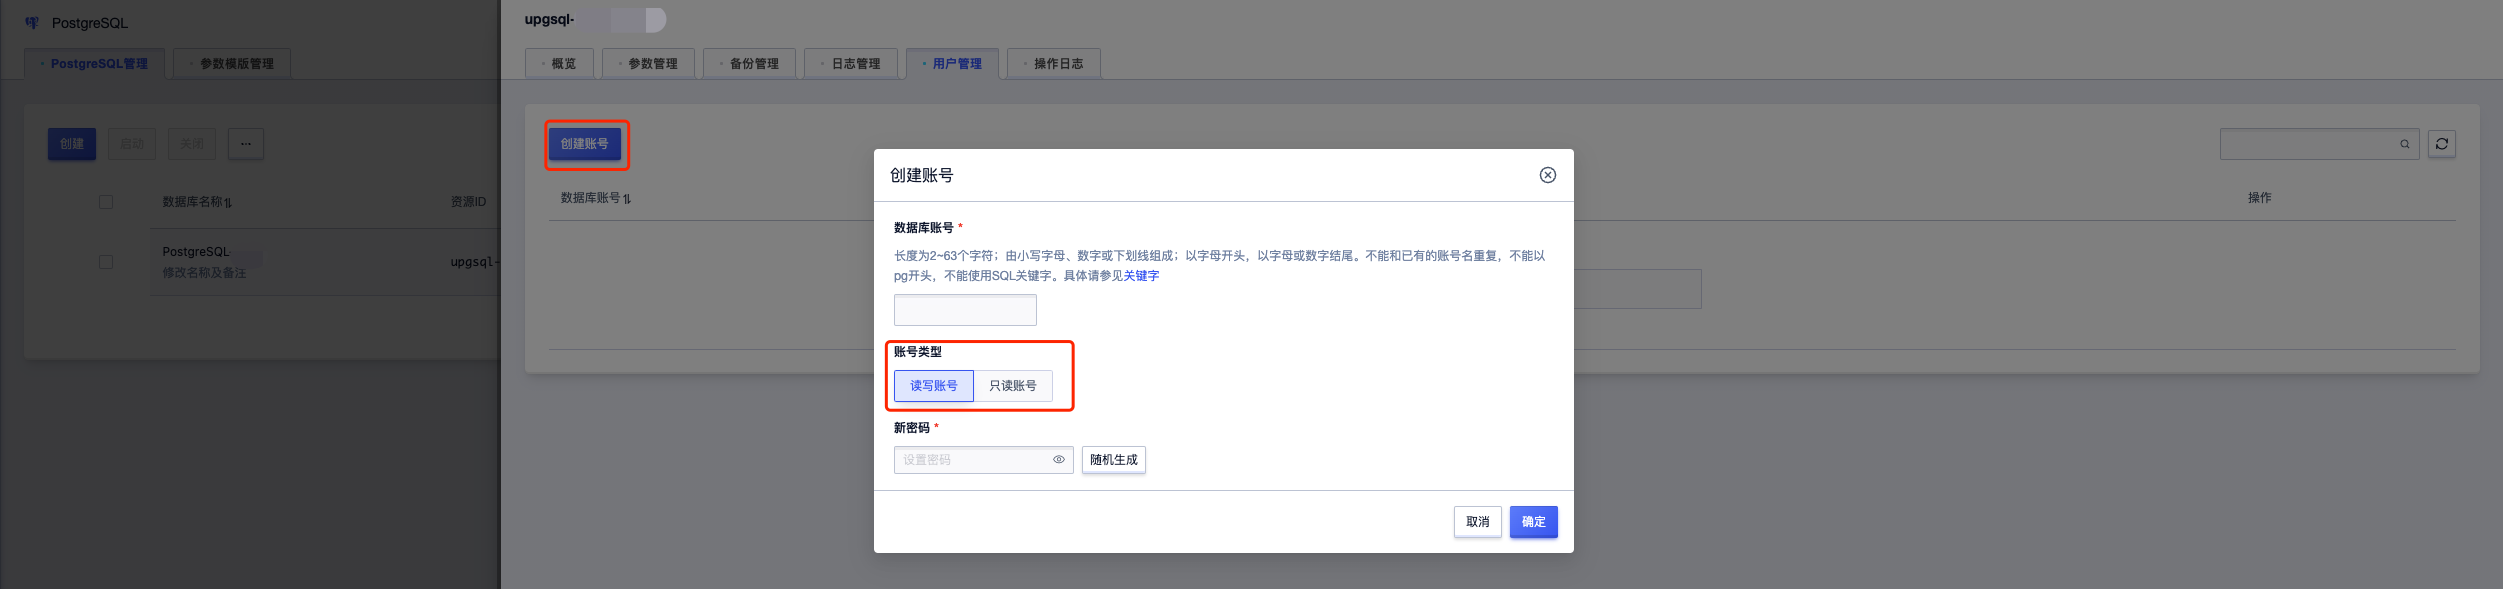 PostgreSQL
PostgreSQL管理
参数模版管理
创建
启动
关闭
...
数据库名称
资源ID
PostgreSQL
修改名称及备注
upgsql-
upgsql-
概览
参数管理
备份管理
日志管理
用户管理
操作日志
创建账号
数据库账号
操作
创建账号
数据库账号 *
长度为2~63个字符；由小写字母、数字或下划线组成；以字母开头，以字母或数字结尾。不能和已有的账号名重复，不能以
pg开头，不能使用SQL关键字。具体请参见关键字
账号类型
读写账号
只读账号
新密码 *
设置密码
随机生成
取消
确定